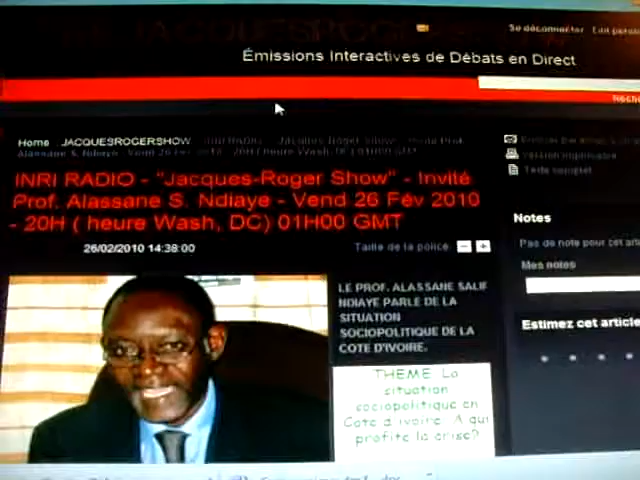 Se déconnecter
Émissions Interactives de Débats en Direct
Home JACQUESROGERSHOW
INRI RADIO - "Jacques-Roger Show" - Invité
Prof. Alassane S. Ndiaye - Vend 26 Fév 2010
- 20H ( heure Wash, DC) 01H00 GMT
26/02/2010 14:38:00
Taille de la police
Version imprimable
Texte complet
Notes
Pas de note pour cet
Mes notes
Estimez cet article
LE PROF. ALASSANE SALIF
NDIAYE PARLE DE LA
SITUATION
SOCIOPOLITIQUE DE LA
COTE D'IVOIRE.
THEME La
situation
sociopolitique en
Cote d ivoire. A qui
profite la crise?